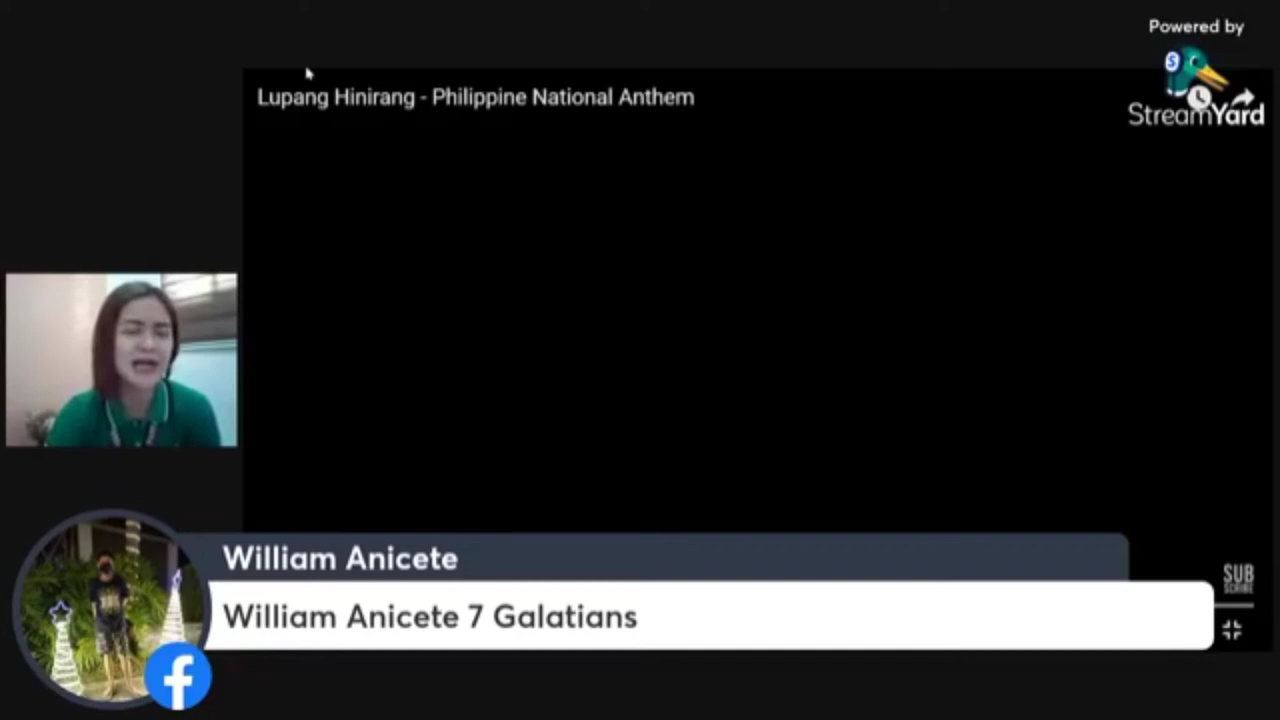 Powered by
Lupang Hinirang - Philippine National Anthem
StreamYard
William Anicete
William Anicete 7 Galatians
SUB
SCRIBE